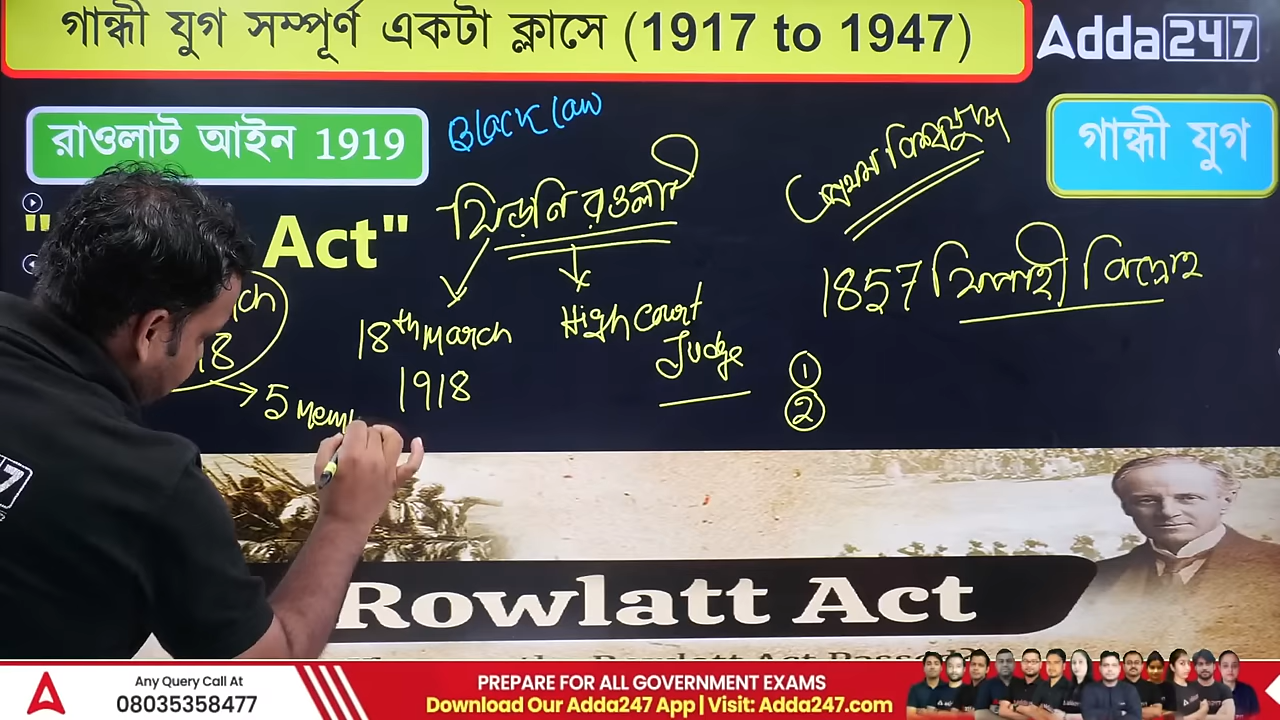 গান্ধী যুগ সম্পূর্ণ একটা ক্লাসে (1917 to 1947)
Adda247
রাওলাট আইন 1919
Black law
প্রথম বিশ্বযুদ্ধ
গান্ধী যুগ
Act"
সিডনি রওলাট
1857 সিপাহী বিদ্রোহ
18th March
1918
High Court
Judge
5 Mem
1
2
Rowlatt Act
Any Query Call At
08035358477
PREPARE FOR ALL GOVERNMENT EXAMS
Download Our Adda247 App | Visit: Adda247.com